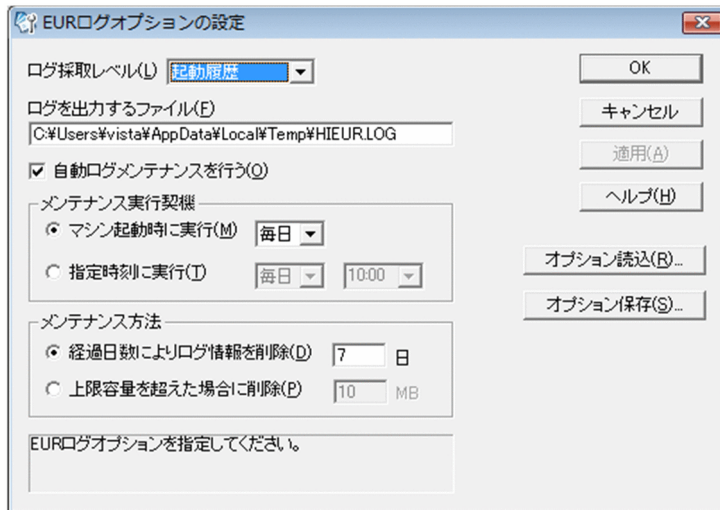 EURログオプションの設定
ログ採取レベル(L) 起動履歴
OK
ログを出力するファイル(F)
キャンセル
C:¥Users¥vista¥AppData¥Local¥Temp¥HIEUR.LOG
適用(A)
自動ログメンテナンスを行う(O)
ヘルプ(H)
メンテナンス実行契機
マシン起動時に実行(M) 毎日
オプション読込(R)...
指定時刻に実行(T) 毎日 10:00
オプション保存(S)...
メンテナンス方法
経過日数によりログ情報を削除(D) 7 日
上限容量を超えた場合に削除(P) 10 MB
EURログオプションを指定してください。